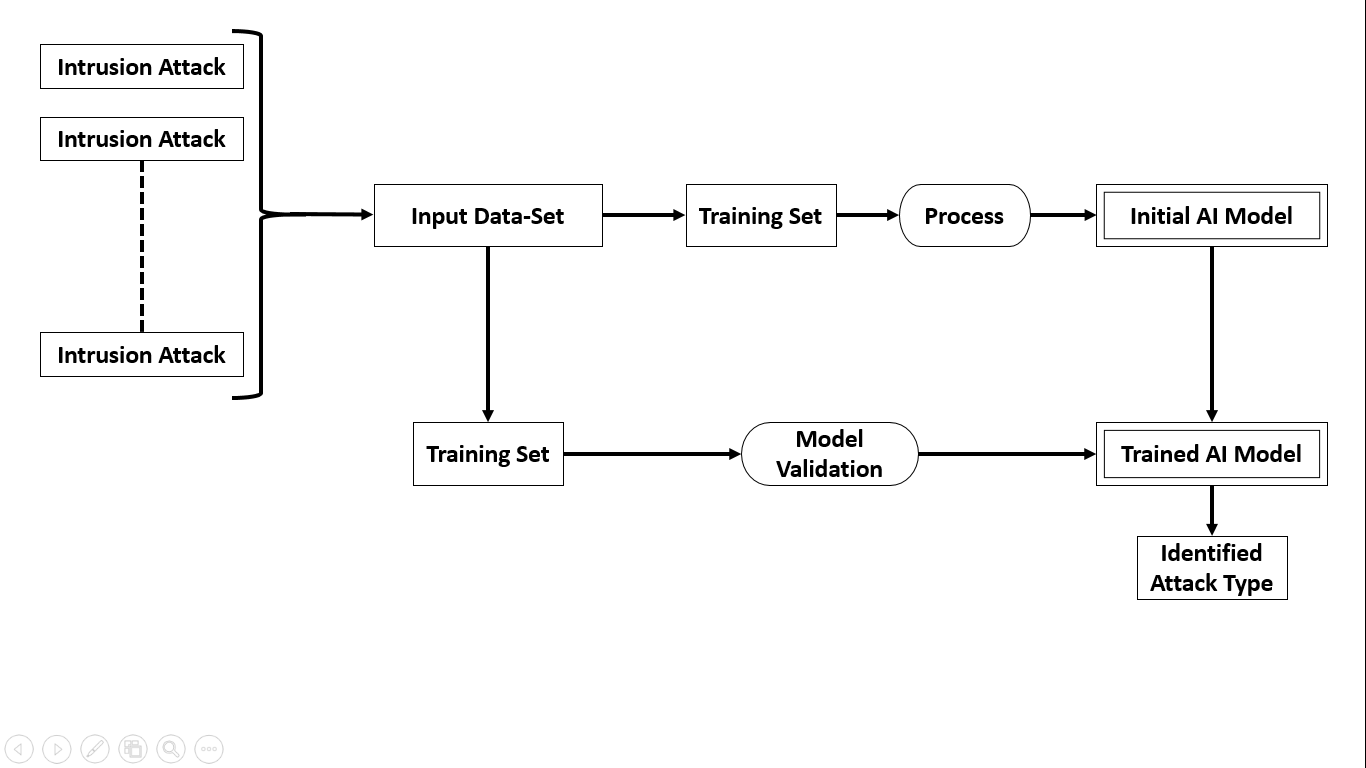 Intrusion Attack
Intrusion Attack
Intrusion Attack
Input Data-Set
Training Set
Process
Initial AI Model
Training Set
Model
Validation
Trained AI Model
Identified
Attack Type